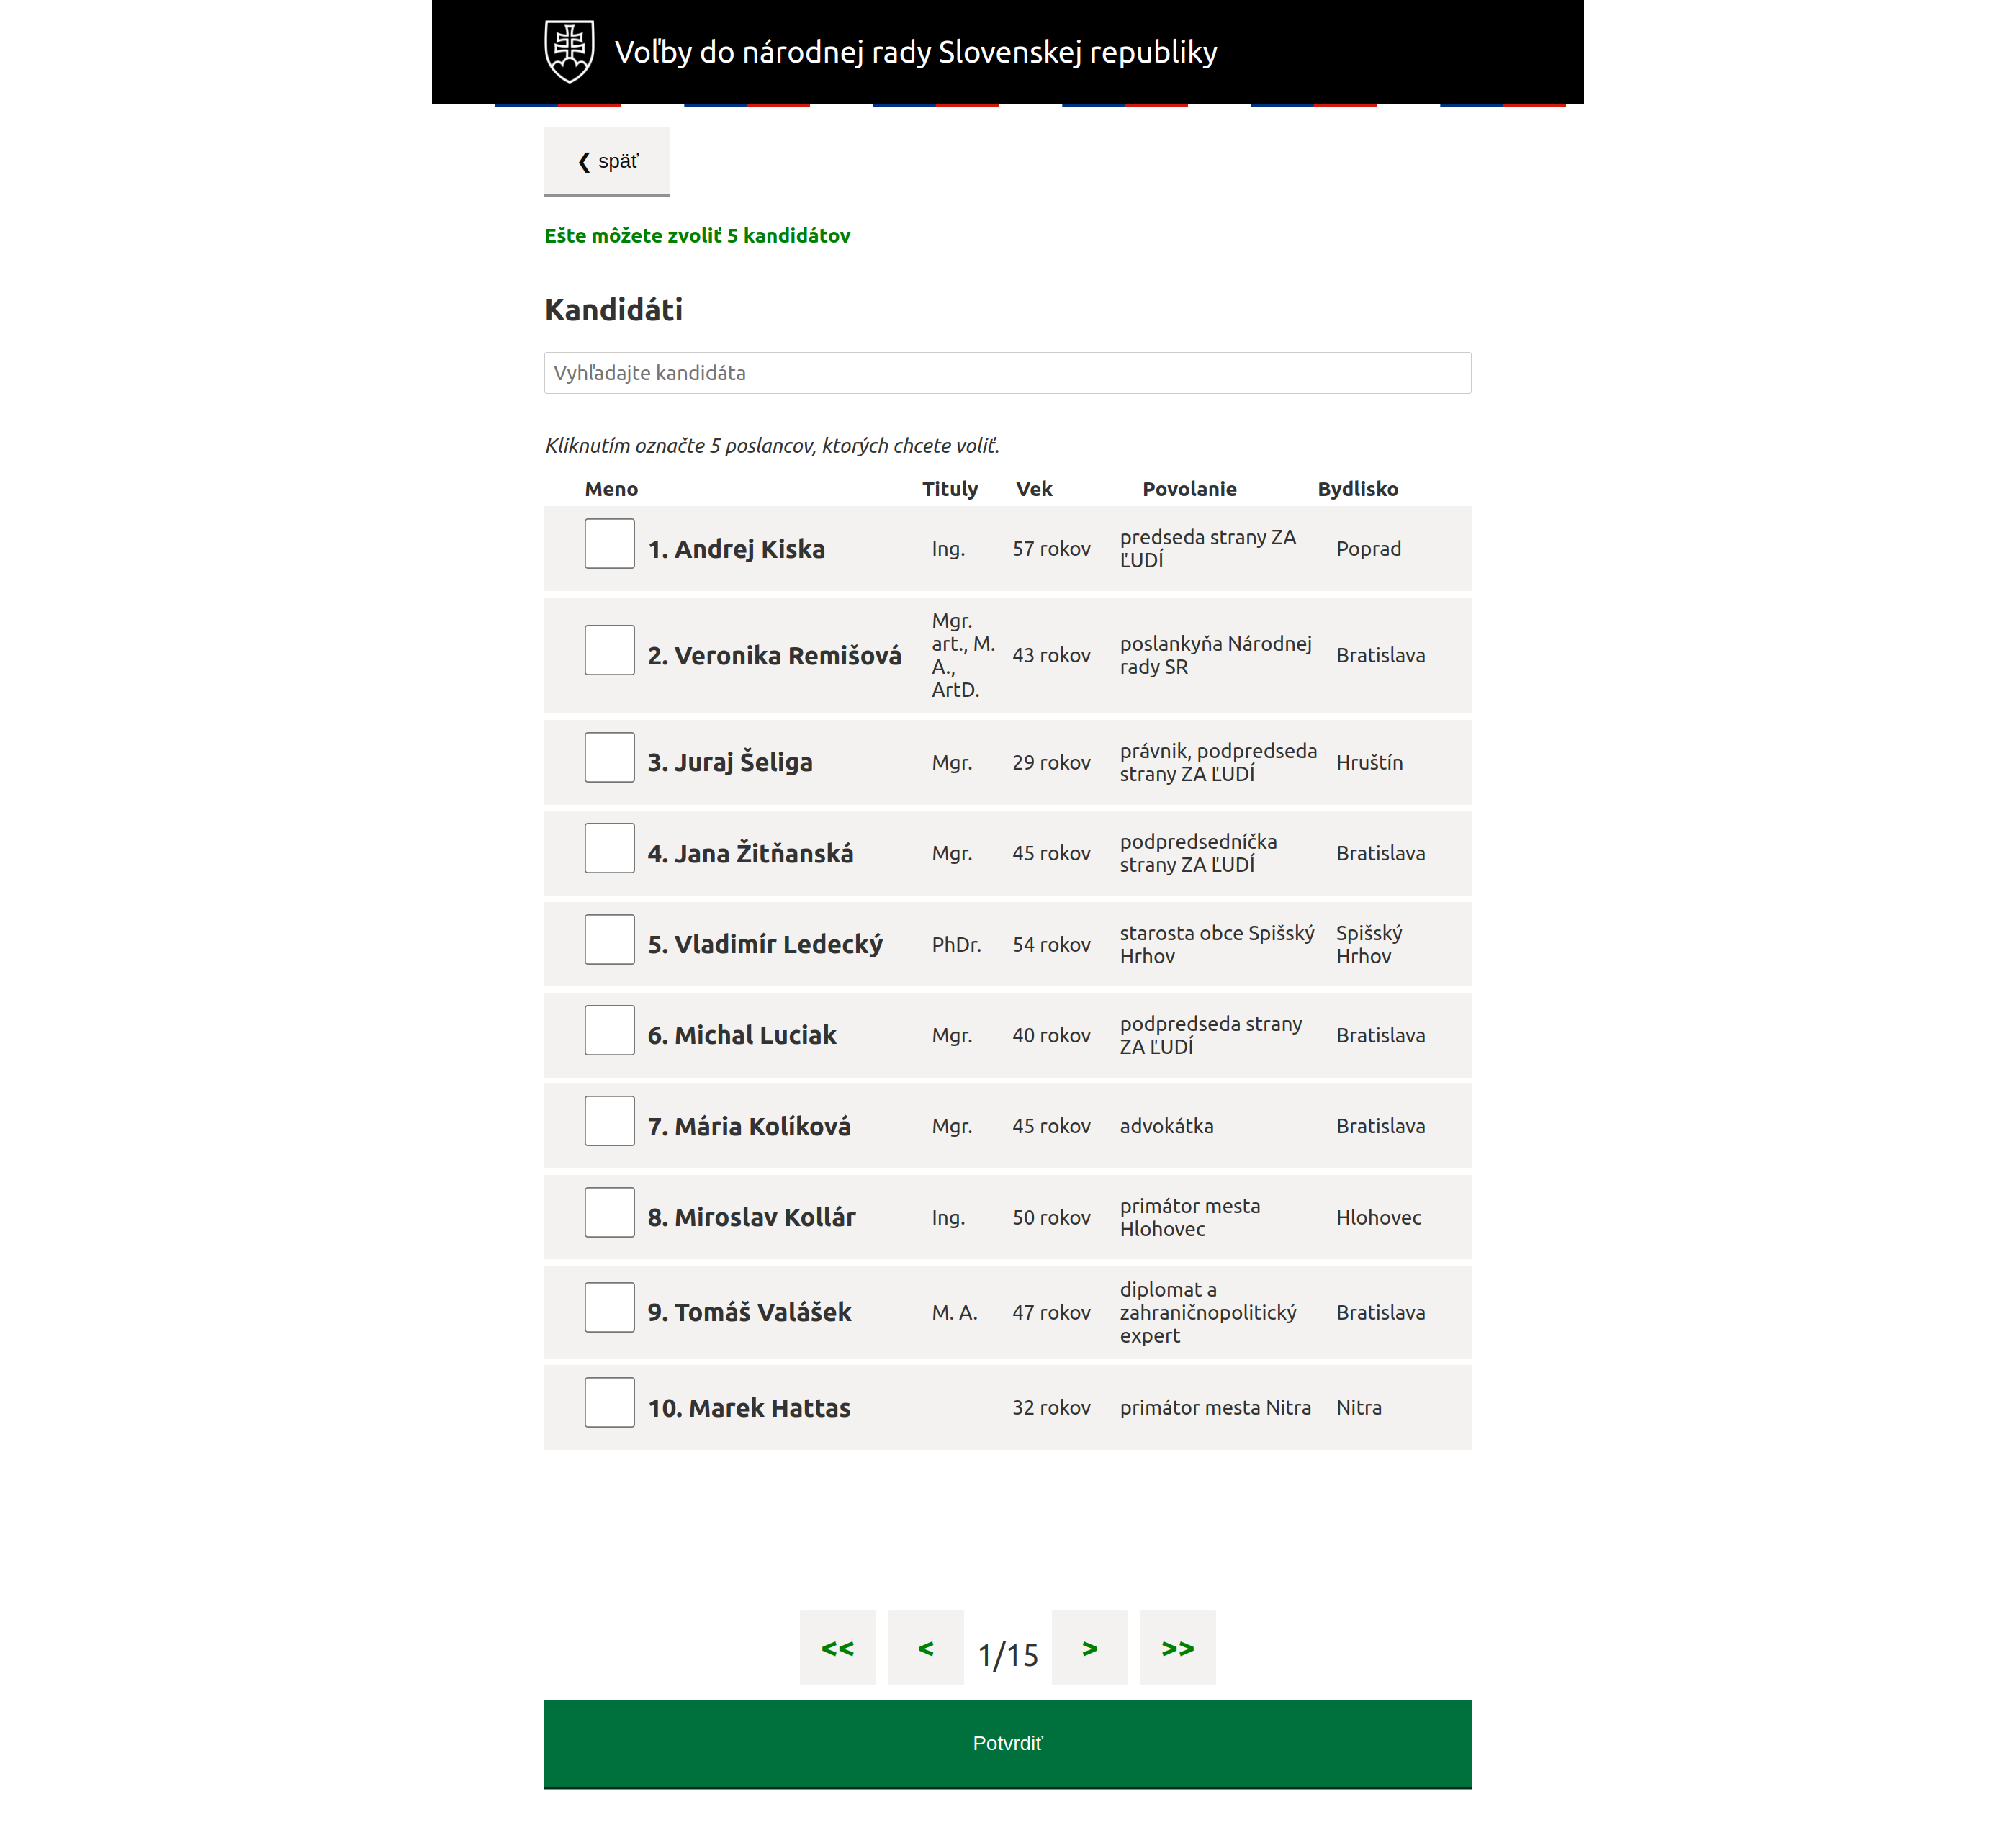 Voľby do národnej rady Slovenskej republiky
❮ späť
Ešte môžete zvoliť 5 kandidátov
Kandidáti
Vyhľadajte kandidáta
Kliknutím označte 5 poslancov, ktorých chcete voliť.
Meno Tituly Vek Povolanie Bydlisko
1. Andrej Kiska Ing. 57 rokov predseda strany ZA
ĽUDÍ Poprad
2. Veronika Remišová Mgr.
art., M.
A.,
ArtD. 43 rokov poslankyňa Národnej
rady SR Bratislava
3. Juraj Šeliga Mgr. 29 rokov právnik, podpredseda
strany ZA ĽUDÍ Hruštín
4. Jana Žitňanská Mgr. 45 rokov podpredsedníčka
strany ZA ĽUDÍ Bratislava
5. Vladimír Ledecký PhDr. 54 rokov starosta obce Spišský
Hrhov Spišský
Hrhov
6. Michal Luciak Mgr. 40 rokov podpredseda strany
ZA ĽUDÍ Bratislava
7. Mária Kolíková Mgr. 45 rokov advokátka Bratislava
8. Miroslav Kollár Ing. 50 rokov primátor mesta
Hlohovec Hlohovec
9. Tomáš Valášek M. A. 47 rokov diplomat a
zahraničnopolitický
expert Bratislava
10. Marek Hattas 32 rokov primátor mesta Nitra Nitra
<< < 1/15 > >>
Potvrdiť